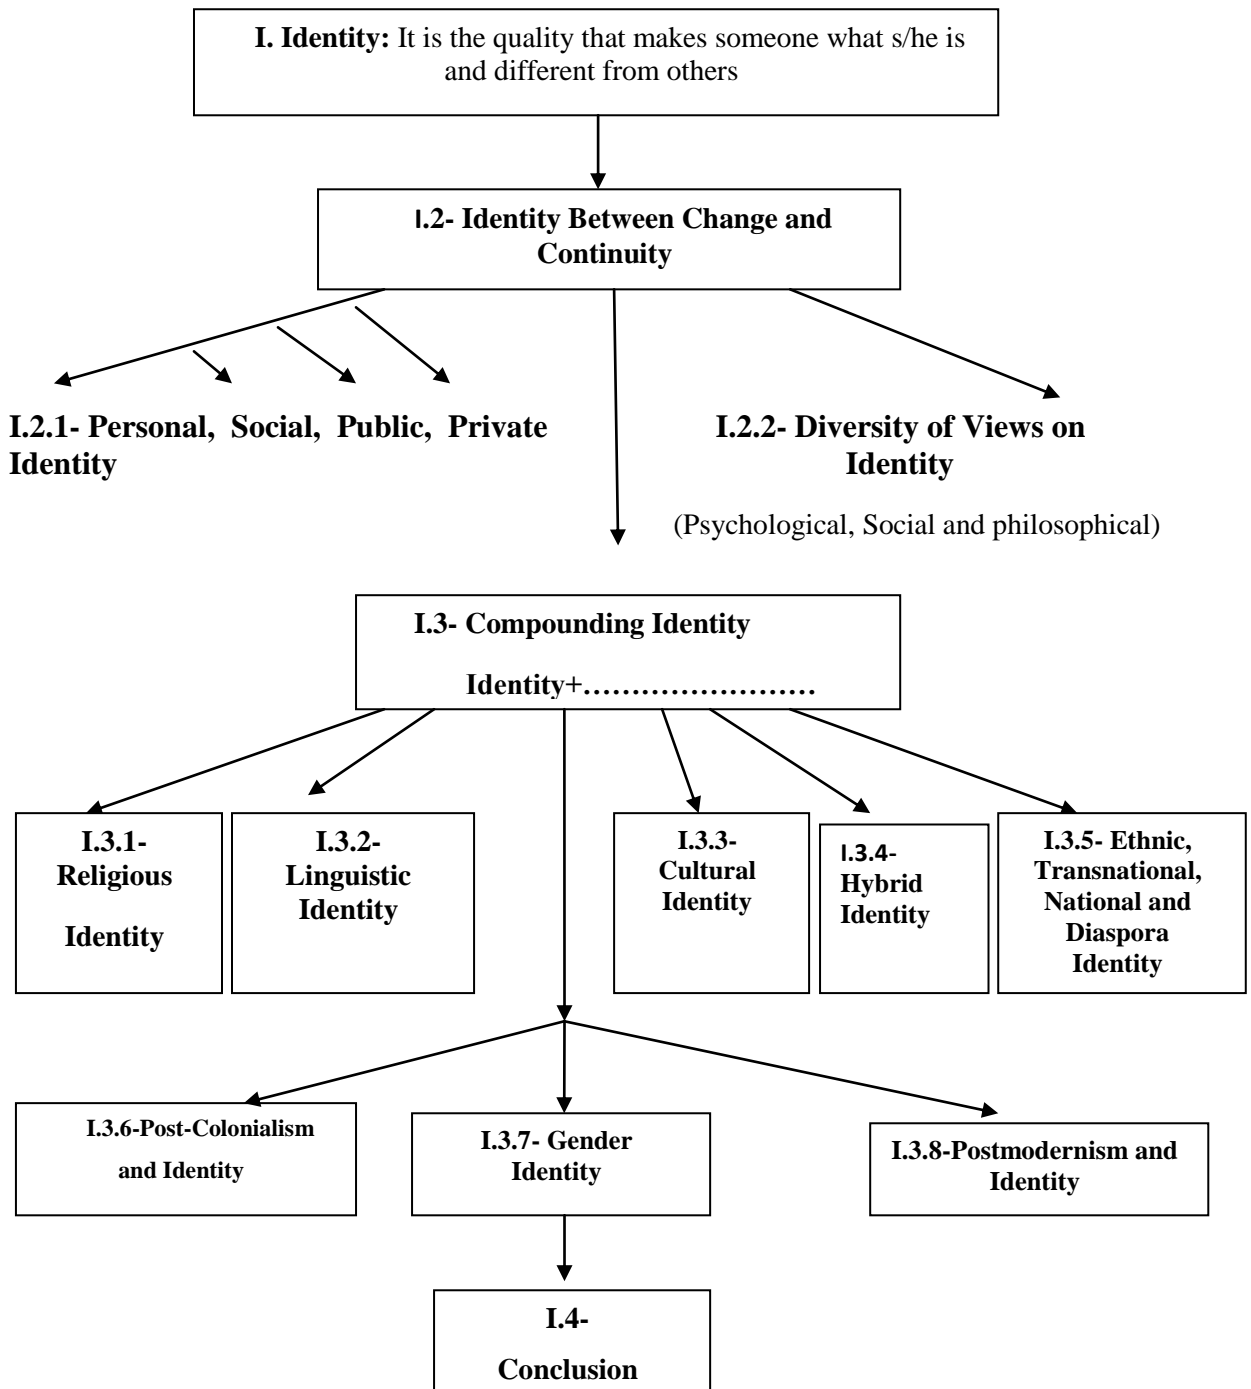 I. Identity: It is the quality that makes someone what s/he is
and different from others
I.2- Identity Between Change and
Continuity
I.2.1- Personal, Social, Public, Private
Identity
I.2.2- Diversity of Views on
Identity
(Psychological, Social and philosophical)
I.3- Compounding Identity
Identity+........................
I.3.1-
Religious
Identity
I.3.2-
Linguistic
Identity
I.3.3-
Cultural
Identity
I.3.4-
Hybrid
Identity
I.3.5- Ethnic,
Transnational,
National and
Diaspora
Identity
I.3.6-Post-Colonialism
and Identity
I.3.7- Gender
Identity
I.3.8-Postmodernism and
Identity
I.4-
Conclusion